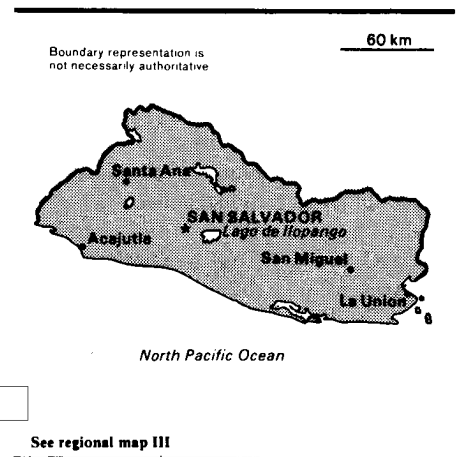 60 km
Boundary representation is
not necessarily authoritative
Santa Ana
SAN SALVADOR
Lago de Ilopango
Acajutla
San Miguel
La Union
North Pacific Ocean
See regional map III